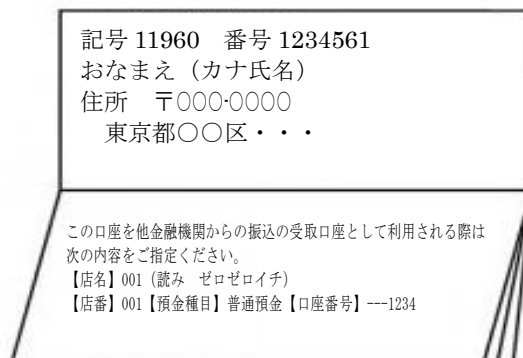 記号 11960　番号 1234561
おなまえ（カナ氏名）
住所　〒○○○-○○○○
東京都○○区・・・
この口座を他金融機関からの振込の受取口座として利用される際は
次の内容をご指定ください。
【店名】001（読み　ゼロゼロイチ）
【店番】001【預金種目】普通預金【口座番号】---1234